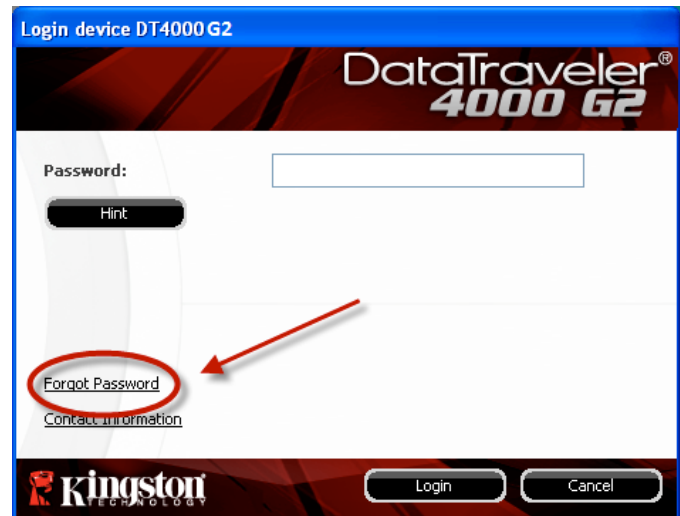 Login device DT4000 G2
DataTraveler®
4000 G2
Password:
Hint
Forgot Password
Contact Information
Kingston
TECHNOLOGY
Login
Cancel